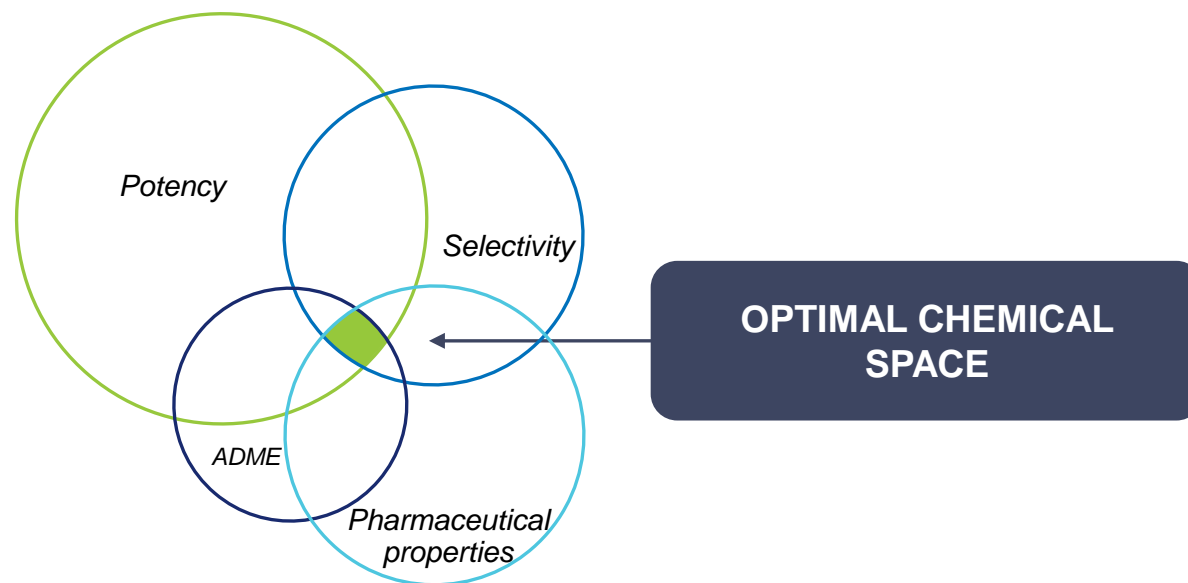 Potency
Selectivity
OPTIMAL CHEMICAL
SPACE
ADME
Pharmaceutical
properties